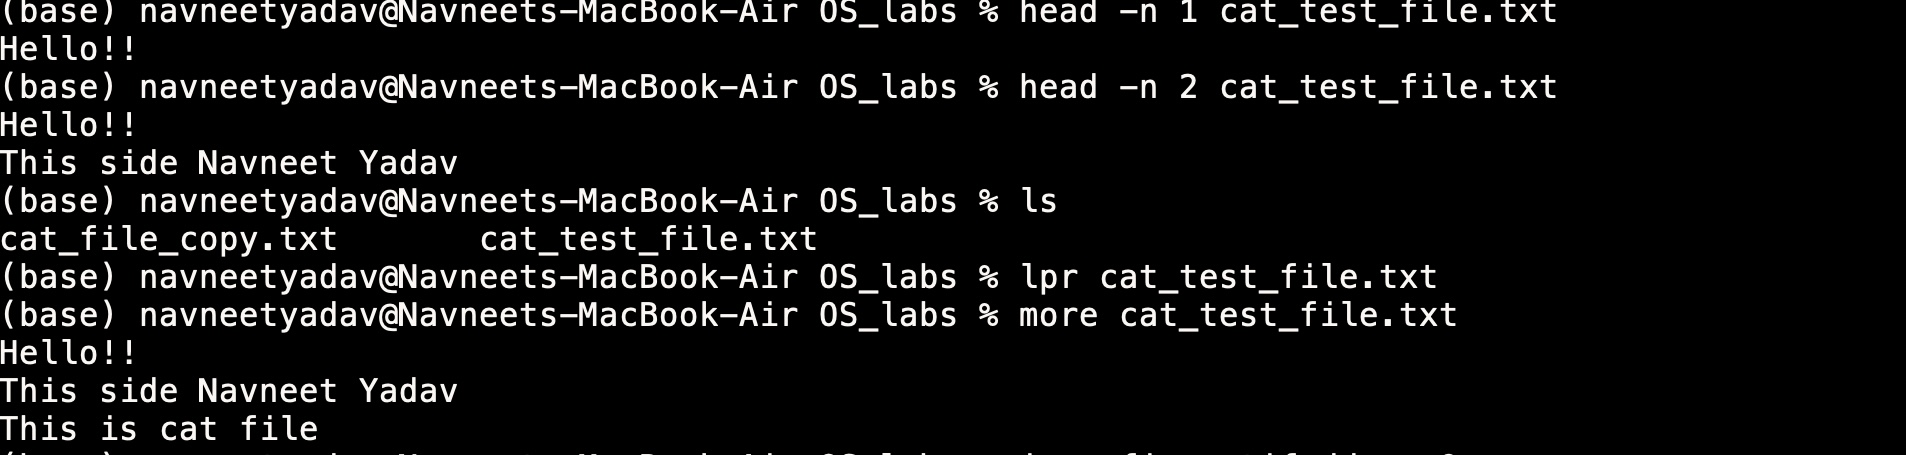 (base) navneetyadav@Navneets-MacBook-Air OS_labs % head -n 1 cat_test_file.txt
Hello!!
(base) navneetyadav@Navneets-MacBook-Air OS_labs % head -n 2 cat_test_file.txt
Hello!!
This side Navneet Yadav
(base) navneetyadav@Navneets-MacBook-Air OS_labs % ls
cat_file_copy.txt       cat_test_file.txt
(base) navneetyadav@Navneets-MacBook-Air OS_labs % lpr cat_test_file.txt
(base) navneetyadav@Navneets-MacBook-Air OS_labs % more cat_test_file.txt
Hello!!
This side Navneet Yadav
This is cat file